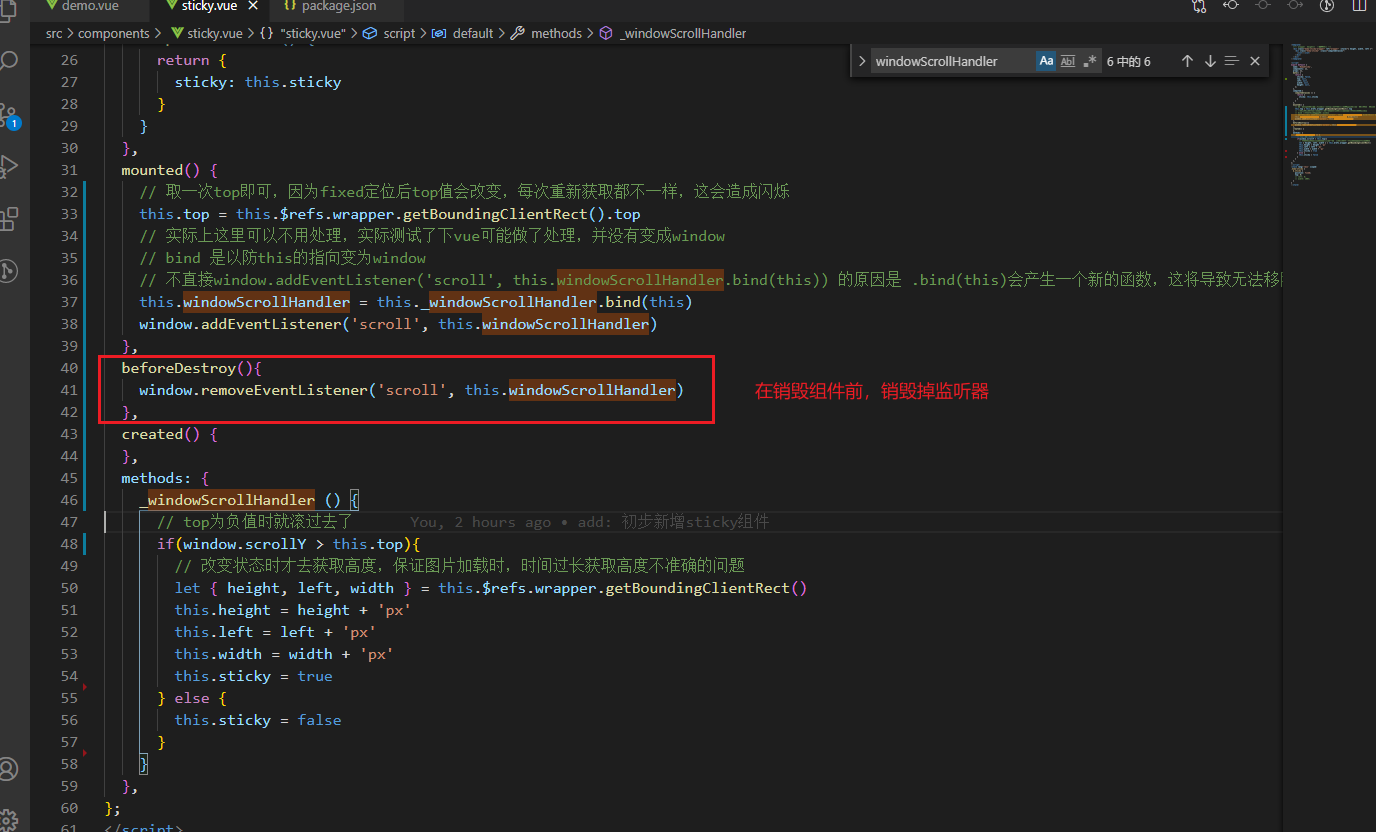 demo.vue
sticky.vue
{} package.json
src > components > sticky.vue > {} "sticky.vue" > script > default > methods > _windowScrollHandler
windowScrollHandler
Aa
Abl
6 中的 6
1
26 return {
27 sticky: this.sticky
28 }
29 }
30 },
31 mounted() {
32 // 取一次top即可，因为fixed定位后top值会改变，每次重新获取都不一样，这会造成闪烁
33 this.top = this.$refs.wrapper.getBoundingClientRect().top
34 // 实际上这里可以不用处理，实际测试了下vue可能做了处理，并没有变成window
35 // bind 是以防this的指向变为window
36 // 不直接window.addEventListener('scroll', this.windowScrollHandler.bind(this)) 的原因是 .bind(this)会产生一个新的函数，这将导致无法移
37 this.windowScrollHandler = this._windowScrollHandler.bind(this)
38 window.addEventListener('scroll', this.windowScrollHandler)
39 },
40 beforeDestroy(){
41 window.removeEventListener('scroll', this.windowScrollHandler)
在销毁组件前，销毁掉监听器
42 },
43 created() {
44 },
45 methods: {
46 _windowScrollHandler () {
47 // top为负值时就滚过去了 You, 2 hours ago • add: 初步新增sticky组件
48 if(window.scrollY > this.top){
49 // 改变状态时才去获取高度，保证图片加载时，时间过长获取高度不准确的问题
50 let { height, left, width } = this.$refs.wrapper.getBoundingClientRect()
51 this.height = height + 'px'
52 this.left = left + 'px'
53 this.width = width + 'px'
54 this.sticky = true
55 } else {
56 this.sticky = false
57 }
58 }
59 },
60 };
61 </script>